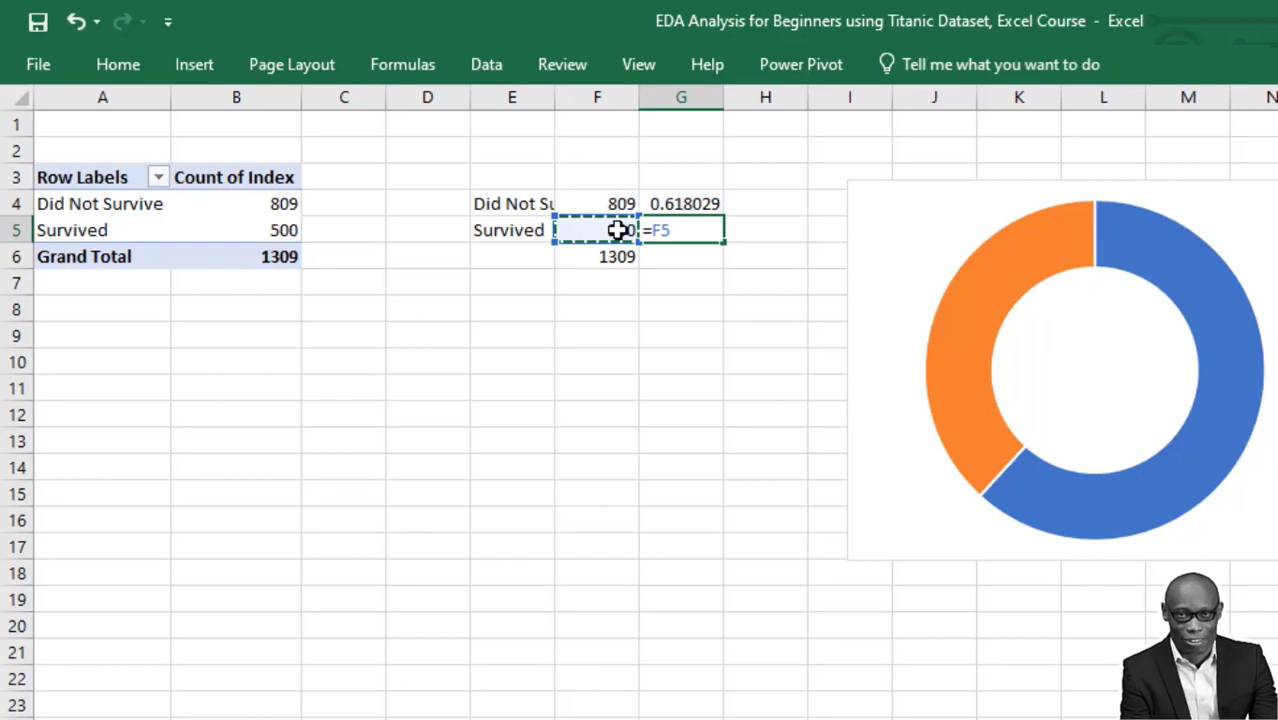 EDA Analysis for Beginners using Titanic Dataset, Excel Course - Excel
File Home Insert Page Layout Formulas Data Review View Help Power Pivot Tell me what you want to do
A B C D E F G H I J K L M N
1
2
3 Row Labels Count of Index
4 Did Not Survive 809 Did Not Su 809 0.618029
5 Survived 500 Survived 0 =F5
6 Grand Total 1309 1309
7
8
9
10
11
12
13
14
15
16
17
18
19
20
21
22
23